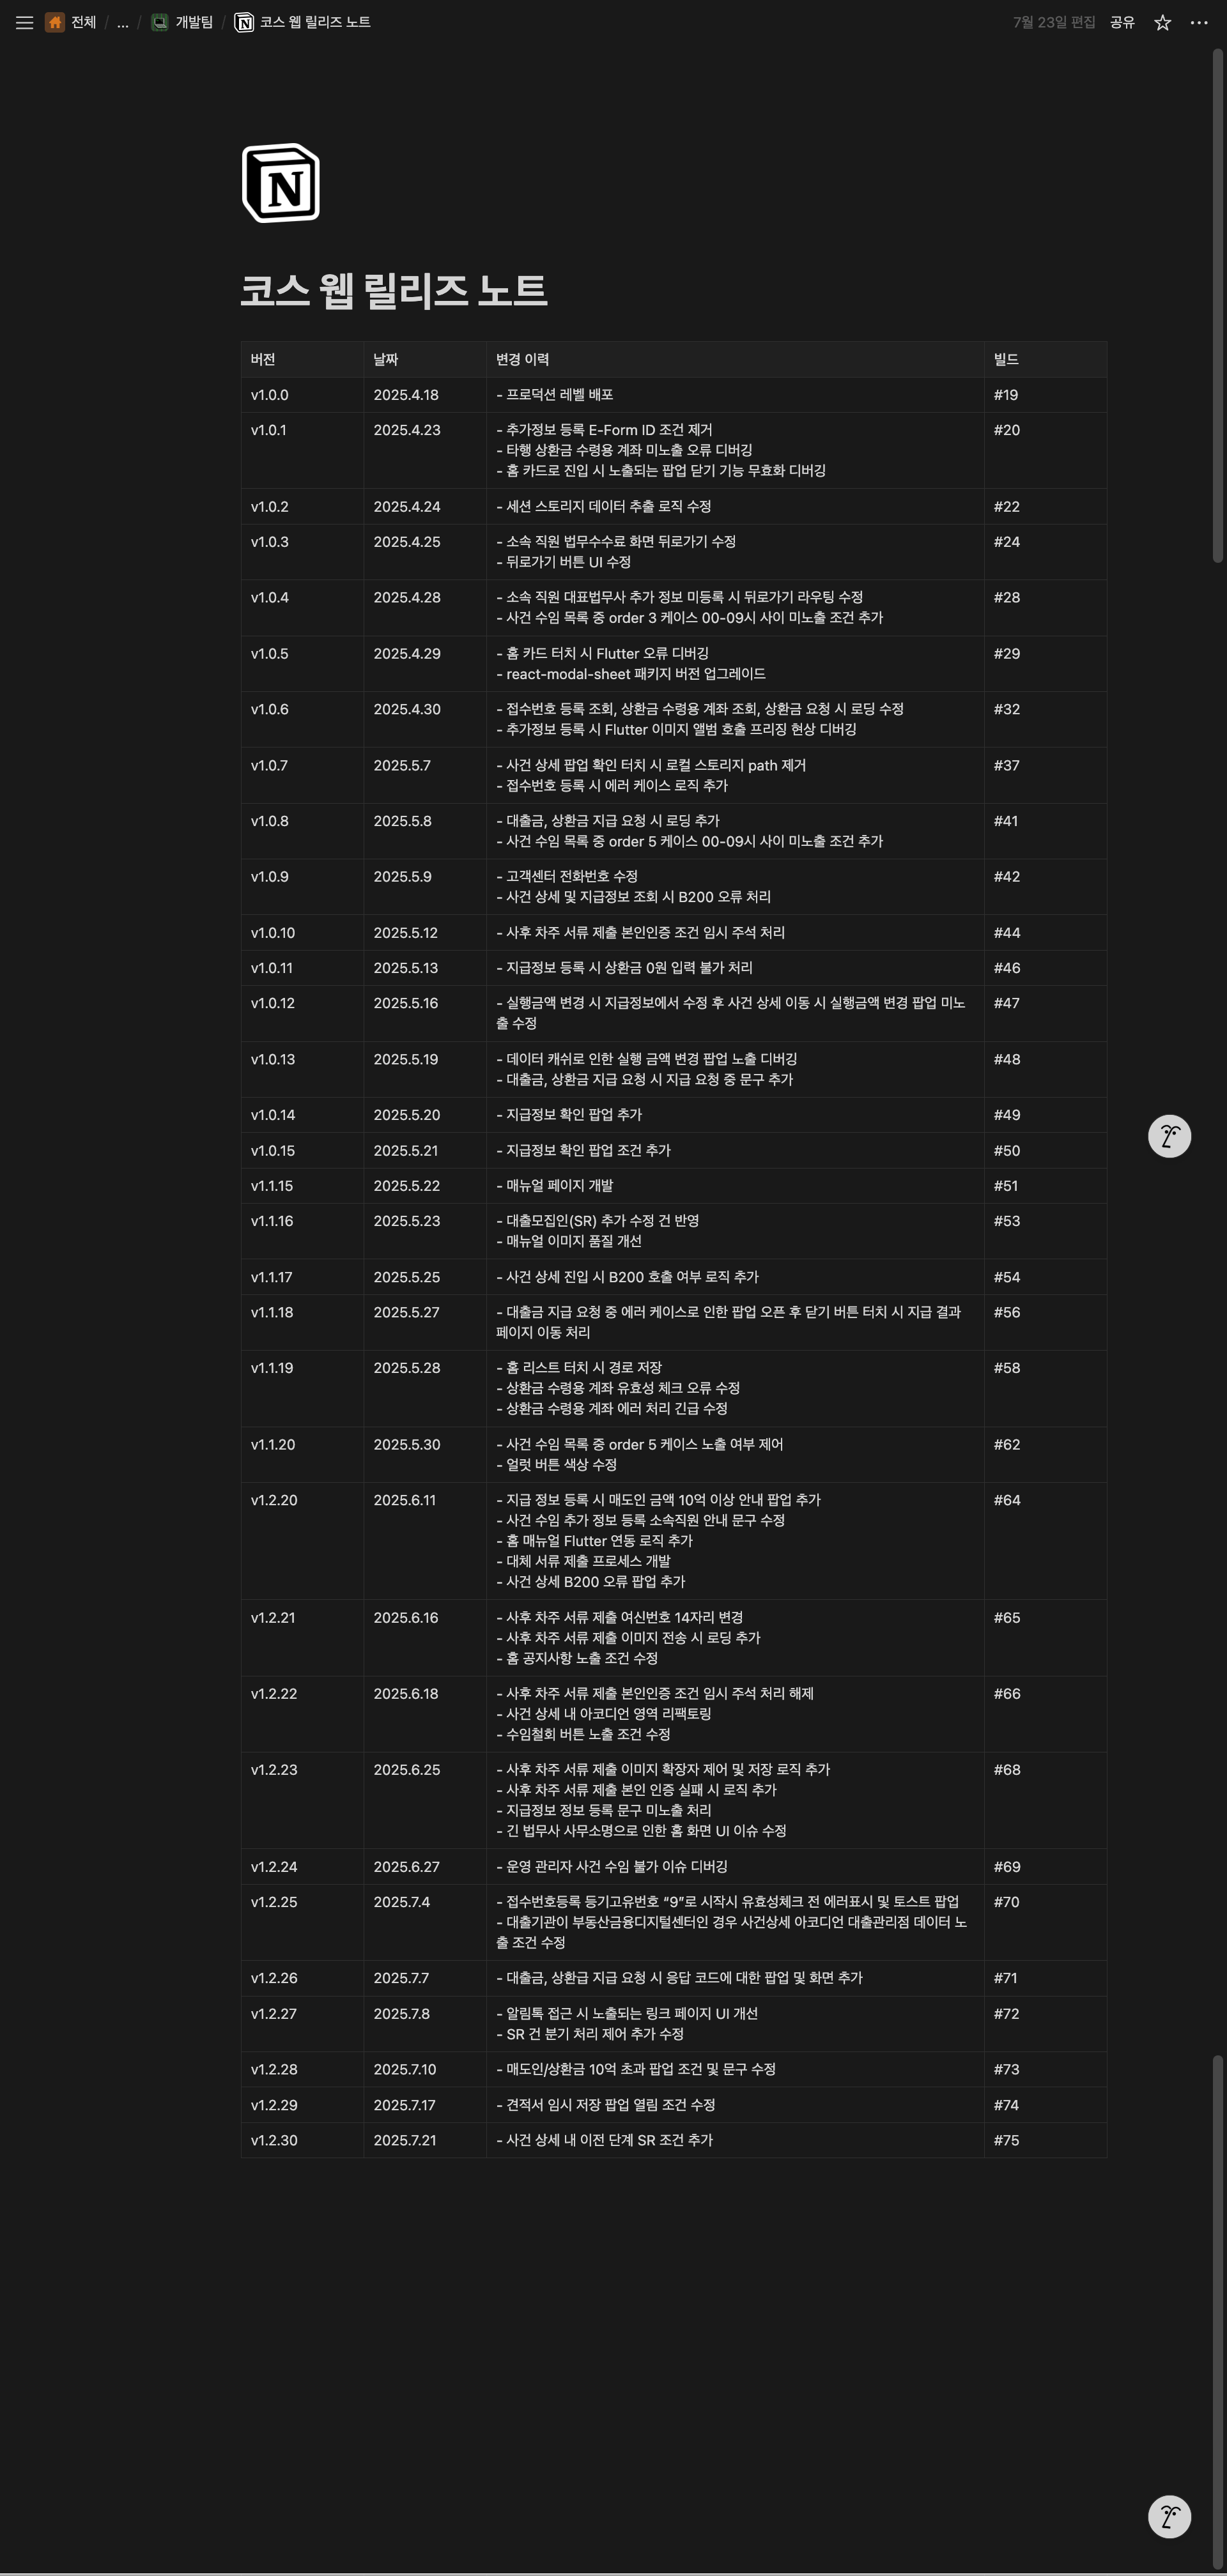 전체 / ... / 개발팀 / 코스 웹 릴리즈 노트
7월 23일 편집 공유
코스 웹 릴리즈 노트
버전 날짜 변경 이력 빌드
v1.0.0 2025.4.18 - 프로덕션 레벨 배포 #19
v1.0.1 2025.4.23 - 추가정보 등록 E-Form ID 조건 제거 #20
- 타행 상환금 수령용 계좌 미노출 오류 디버깅
- 홈 카드로 진입 시 노출되는 팝업 닫기 기능 무효화 디버깅
v1.0.2 2025.4.24 - 세션 스토리지 데이터 추출 로직 수정 #22
v1.0.3 2025.4.25 - 소속 직원 법무수수료 화면 뒤로가기 수정 #24
- 뒤로가기 버튼 UI 수정
v1.0.4 2025.4.28 - 소속 직원 대표법무사 추가 정보 미등록 시 뒤로가기 라우팅 수정 #28
- 사건 수임 목록 중 order 3 케이스 00-09시 사이 미노출 조건 추가
v1.0.5 2025.4.29 - 홈 카드 터치 시 Flutter 오류 디버깅 #29
- react-modal-sheet 패키지 버전 업그레이드
v1.0.6 2025.4.30 - 접수번호 등록 조회, 상환금 수령용 계좌 조회, 상환금 요청 시 로딩 수정 #32
- 추가정보 등록 시 Flutter 이미지 앨범 호출 프리징 현상 디버깅
v1.0.7 2025.5.7 - 사건 상세 팝업 확인 터치 시 로컬 스토리지 path 제거 #37
- 접수번호 등록 시 에러 케이스 로직 추가
v1.0.8 2025.5.8 - 대출금, 상환금 지급 요청 시 로딩 추가 #41
- 사건 수임 목록 중 order 5 케이스 00-09시 사이 미노출 조건 추가
v1.0.9 2025.5.9 - 고객센터 전화번호 수정 #42
- 사건 상세 및 지급정보 조회 시 B200 오류 처리
v1.0.10 2025.5.12 - 사후 차주 서류 제출 본인인증 조건 임시 주석 처리 #44
v1.0.11 2025.5.13 - 지급정보 등록 시 상환금 0원 입력 불가 처리 #46
v1.0.12 2025.5.16 - 실행금액 변경 시 지급정보에서 수정 후 사건 상세 이동 시 실행금액 변경 팝업 미노 #47
출 수정
v1.0.13 2025.5.19 - 데이터 캐쉬로 인한 실행 금액 변경 팝업 노출 디버깅 #48
- 대출금, 상환금 지급 요청 시 지급 요청 중 문구 추가
v1.0.14 2025.5.20 - 지급정보 확인 팝업 추가 #49
v1.0.15 2025.5.21 - 지급정보 확인 팝업 조건 추가 #50
v1.1.15 2025.5.22 - 매뉴얼 페이지 개발 #51
v1.1.16 2025.5.23 - 대출모집인(SR) 추가 수정 건 반영 #53
- 매뉴얼 이미지 품질 개선
v1.1.17 2025.5.25 - 사건 상세 진입 시 B200 호출 여부 로직 추가 #54
v1.1.18 2025.5.27 - 대출금 지급 요청 중 에러 케이스로 인한 팝업 오픈 후 닫기 버튼 터치 시 지급 결과 #56
페이지 이동 처리
v1.1.19 2025.5.28 - 홈 리스트 터치 시 경로 저장 #58
- 상환금 수령용 계좌 유효성 체크 오류 수정
- 상환금 수령용 계좌 에러 처리 긴급 수정
v1.1.20 2025.5.30 - 사건 수임 목록 중 order 5 케이스 노출 여부 제어 #62
- 얼럿 버튼 색상 수정
v1.2.20 2025.6.11 - 지급 정보 등록 시 매도인 금액 10억 이상 안내 팝업 추가 #64
- 사건 수임 추가 정보 등록 소속직원 안내 문구 수정
- 홈 매뉴얼 Flutter 연동 로직 추가
- 대체 서류 제출 프로세스 개발
- 사건 상세 B200 오류 팝업 추가
v1.2.21 2025.6.16 - 사후 차주 서류 제출 여신번호 14자리 변경 #65
- 사후 차주 서류 제출 이미지 전송 시 로딩 추가
- 홈 공지사항 노출 조건 수정
v1.2.22 2025.6.18 - 사후 차주 서류 제출 본인인증 조건 임시 주석 처리 해제 #66
- 사건 상세 내 아코디언 영역 리팩토링
- 수임철회 버튼 노출 조건 수정
v1.2.23 2025.6.25 - 사후 차주 서류 제출 이미지 확장자 제어 및 저장 로직 추가 #68
- 사후 차주 서류 제출 본인 인증 실패 시 로직 추가
- 지급정보 정보 등록 문구 미노출 처리
- 긴 법무사 사무소명으로 인한 홈 화면 UI 이슈 수정
v1.2.24 2025.6.27 - 운영 관리자 사건 수임 불가 이슈 디버깅 #69
v1.2.25 2025.7.4 - 접수번호등록 등기고유번호 “9”로 시작시 유효성체크 전 에러표시 및 토스트 팝업 #70
- 대출기관이 부동산금융디지털센터인 경우 사건상세 아코디언 대출관리점 데이터 노
출 조건 수정
v1.2.26 2025.7.7 - 대출금, 상환급 지급 요청 시 응답 코드에 대한 팝업 및 화면 추가 #71
v1.2.27 2025.7.8 - 알림톡 접근 시 노출되는 링크 페이지 UI 개선 #72
- SR 건 분기 처리 제어 추가 수정
v1.2.28 2025.7.10 - 매도인/상환금 10억 초과 팝업 조건 및 문구 수정 #73
v1.2.29 2025.7.17 - 견적서 임시 저장 팝업 열림 조건 수정 #74
v1.2.30 2025.7.21 - 사건 상세 내 이전 단계 SR 조건 추가 #75